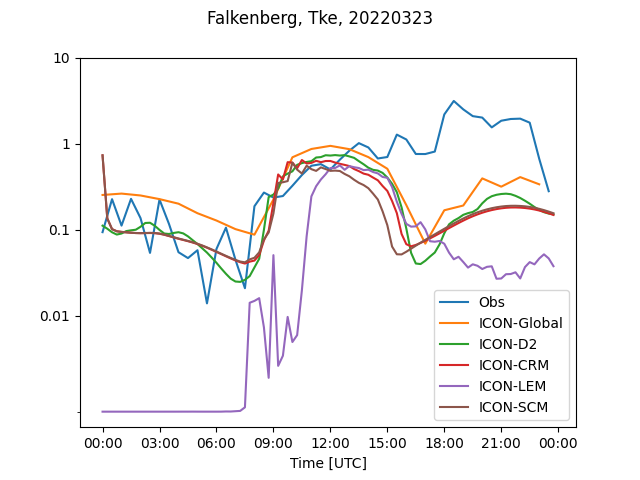 Falkenberg, Tke, 20220323
10
1
0.1
0.01
Obs
ICON-Global
ICON-D2
ICON-CRM
ICON-LEM
ICON-SCM
00:00 03:00 06:00 09:00 12:00 15:00 18:00 21:00 00:00
Time [UTC]